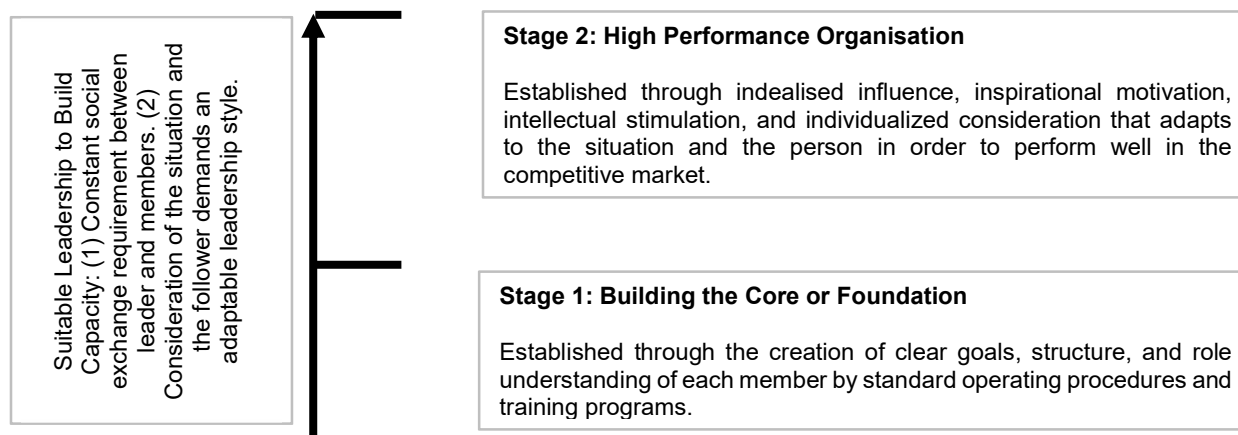 Suitable Leadership to Build
Capacity: (1) Constant social
exchange requirement between
leader and members. (2)
Consideration of the situation and
the follower demands an
adaptable leadership style.
Stage 2: High Performance Organisation
Established through indealised influence, inspirational motivation,
intellectual stimulation, and individualized consideration that adapts
to the situation and the person in order to perform well in the
competitive market.
Stage 1: Building the Core or Foundation
Established through the creation of clear goals, structure, and role
understanding of each member by standard operating procedures and
training programs.